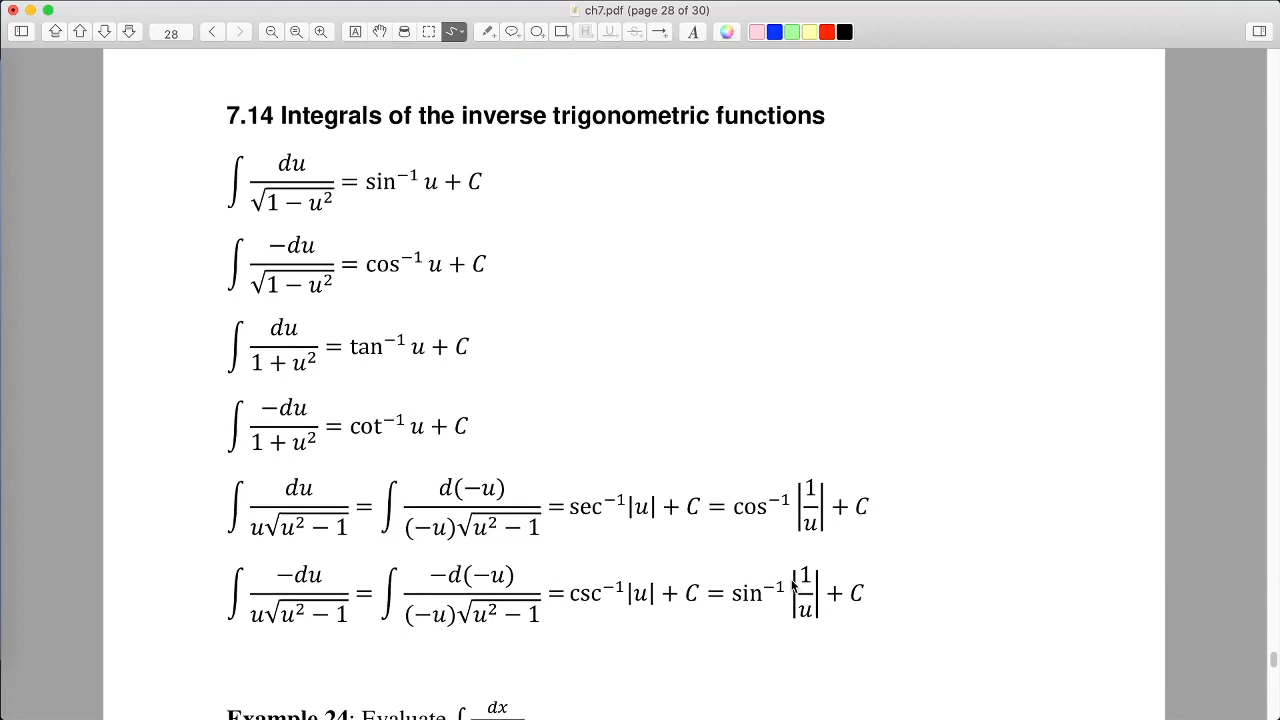 ch7.pdf (page 28 of 30)
28
A
H
U
S
A
7.14 Integrals of the inverse trigonometric functions
∫ du / √(1 − u²) = sin⁻¹ u + C
∫ −du / √(1 − u²) = cos⁻¹ u + C
∫ du / (1 + u²) = tan⁻¹ u + C
∫ −du / (1 + u²) = cot⁻¹ u + C
∫ du / (u√(u² − 1)) = ∫ d(−u) / ((−u)√(u² − 1)) = sec⁻¹|u| + C = cos⁻¹ |1/u| + C
∫ −du / (u√(u² − 1)) = ∫ −d(−u) / ((−u)√(u² − 1)) = csc⁻¹|u| + C = sin⁻¹ |1/u| + C
Example 24: Evaluate ∫ dx